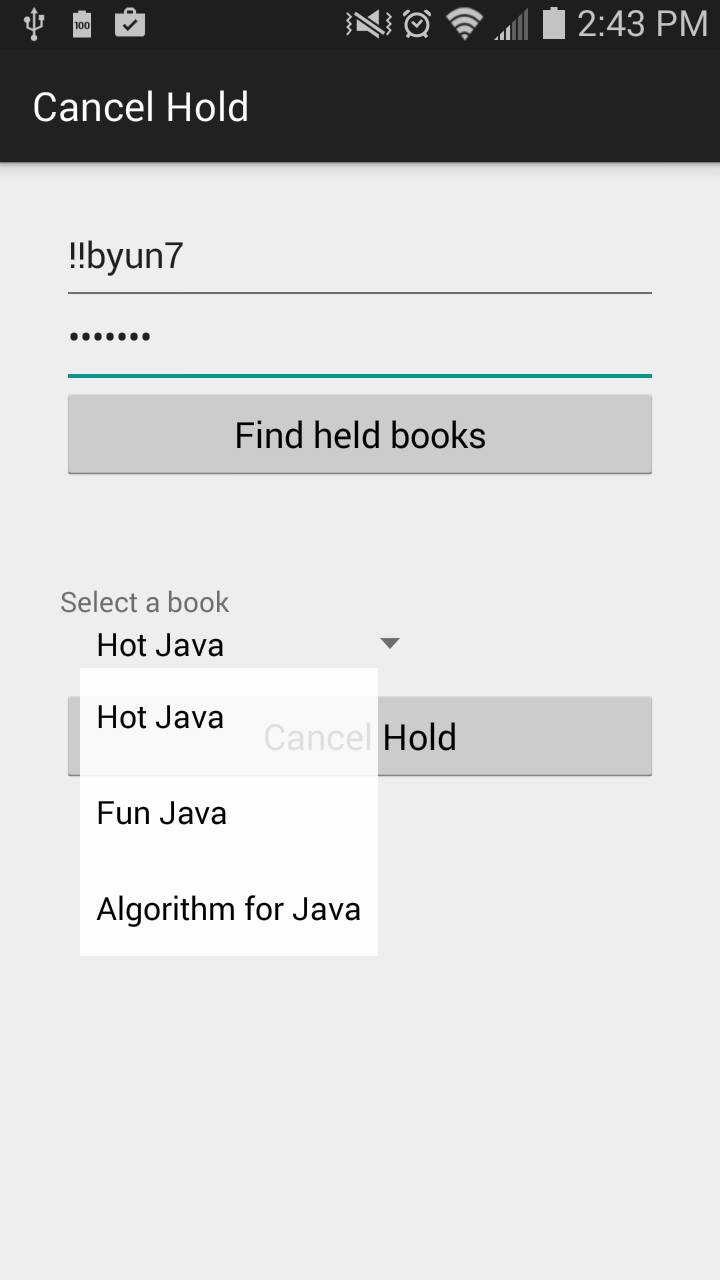 100
2:43 PM
Cancel Hold
!!byun7
•••••••
Find held books
Select a book
Hot Java
Hot Java
Cancel Hold
Fun Java
Algorithm for Java